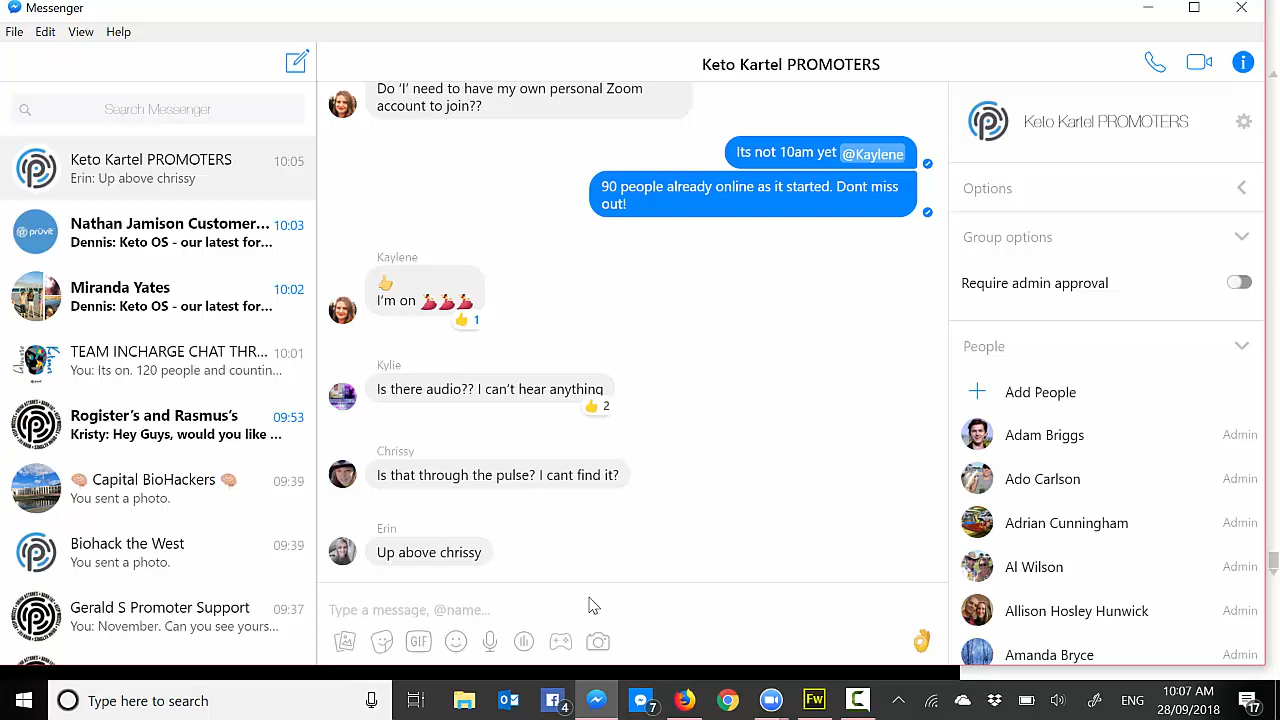 Messenger
File Edit View Help
Search Messenger
Keto Kartel PROMOTERS 10:05
Erin: Up above chrissy
Nathan Jamison Customer... 10:03
Dennis: Keto OS - our latest for...
prüvit
Miranda Yates 10:02
Dennis: Keto OS - our latest for...
TEAM INCHARGE CHAT THR... 10:01
You: Its on. 120 people and countin...
Rogister’s and Rasmus’s 09:53
Kristy: Hey Guys, would you like ...
🧠 Capital BioHackers 🧠 09:39
You sent a photo.
Biohack the West 09:39
You sent a photo.
Gerald S Promoter Support 09:37
You: November. Can you see yours...
Keto Kartel PROMOTERS
Do ‘I’ need to have my own personal Zoom
account to join??
Its not 10am yet @Kaylene
90 people already online as it started. Dont miss
out!
Kaylene
👍
I’m on 💃💃💃
👍 1
Kylie
Is there audio?? I can’t hear anything
👍 2
Chrissy
Is that through the pulse? I cant find it?
Erin
Up above chrissy
Type a message, @name...
GIF
Keto Kartel PROMOTERS
Options
Group options
Require admin approval
People
Add People
Adam Briggs Admin
Ado Carlson Admin
Adrian Cunningham Admin
Al Wilson Admin
Allison Hosley Hunwick Admin
Amanda Bryce Admin
Type here to search
4
7
Fw
ENG
10:07 AM
28/09/2018
17